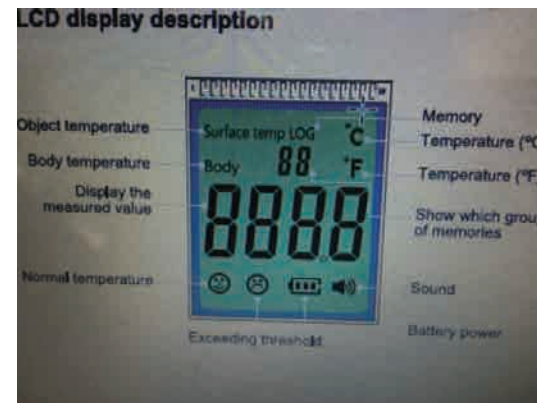 LCD display description
Object temperature
Body temperature
Display the
measured value
Normal temperature
Surface temp LOG
°C
Body 88 °F
8888
Memory
Temperature (°C
Temperature (°F
Show which grou
of memories
Sound
Battery power
Exceeding threshold